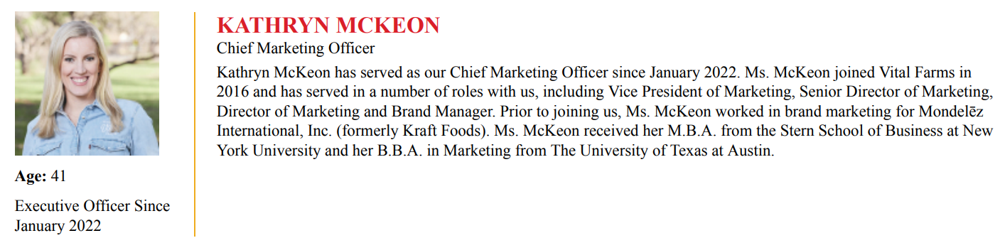 KATHRYN MCKEON
Chief Marketing Officer
Kathryn McKeon has served as our Chief Marketing Officer since January 2022. Ms. McKeon joined Vital Farms in
2016 and has served in a number of roles with us, including Vice President of Marketing, Senior Director of Marketing,
Director of Marketing and Brand Manager. Prior to joining us, Ms. McKeon worked in brand marketing for Mondelēz
International, Inc. (formerly Kraft Foods). Ms. McKeon received her M.B.A. from the Stern School of Business at New
York University and her B.B.A. in Marketing from The University of Texas at Austin.
Age: 41
Executive Officer Since
January 2022